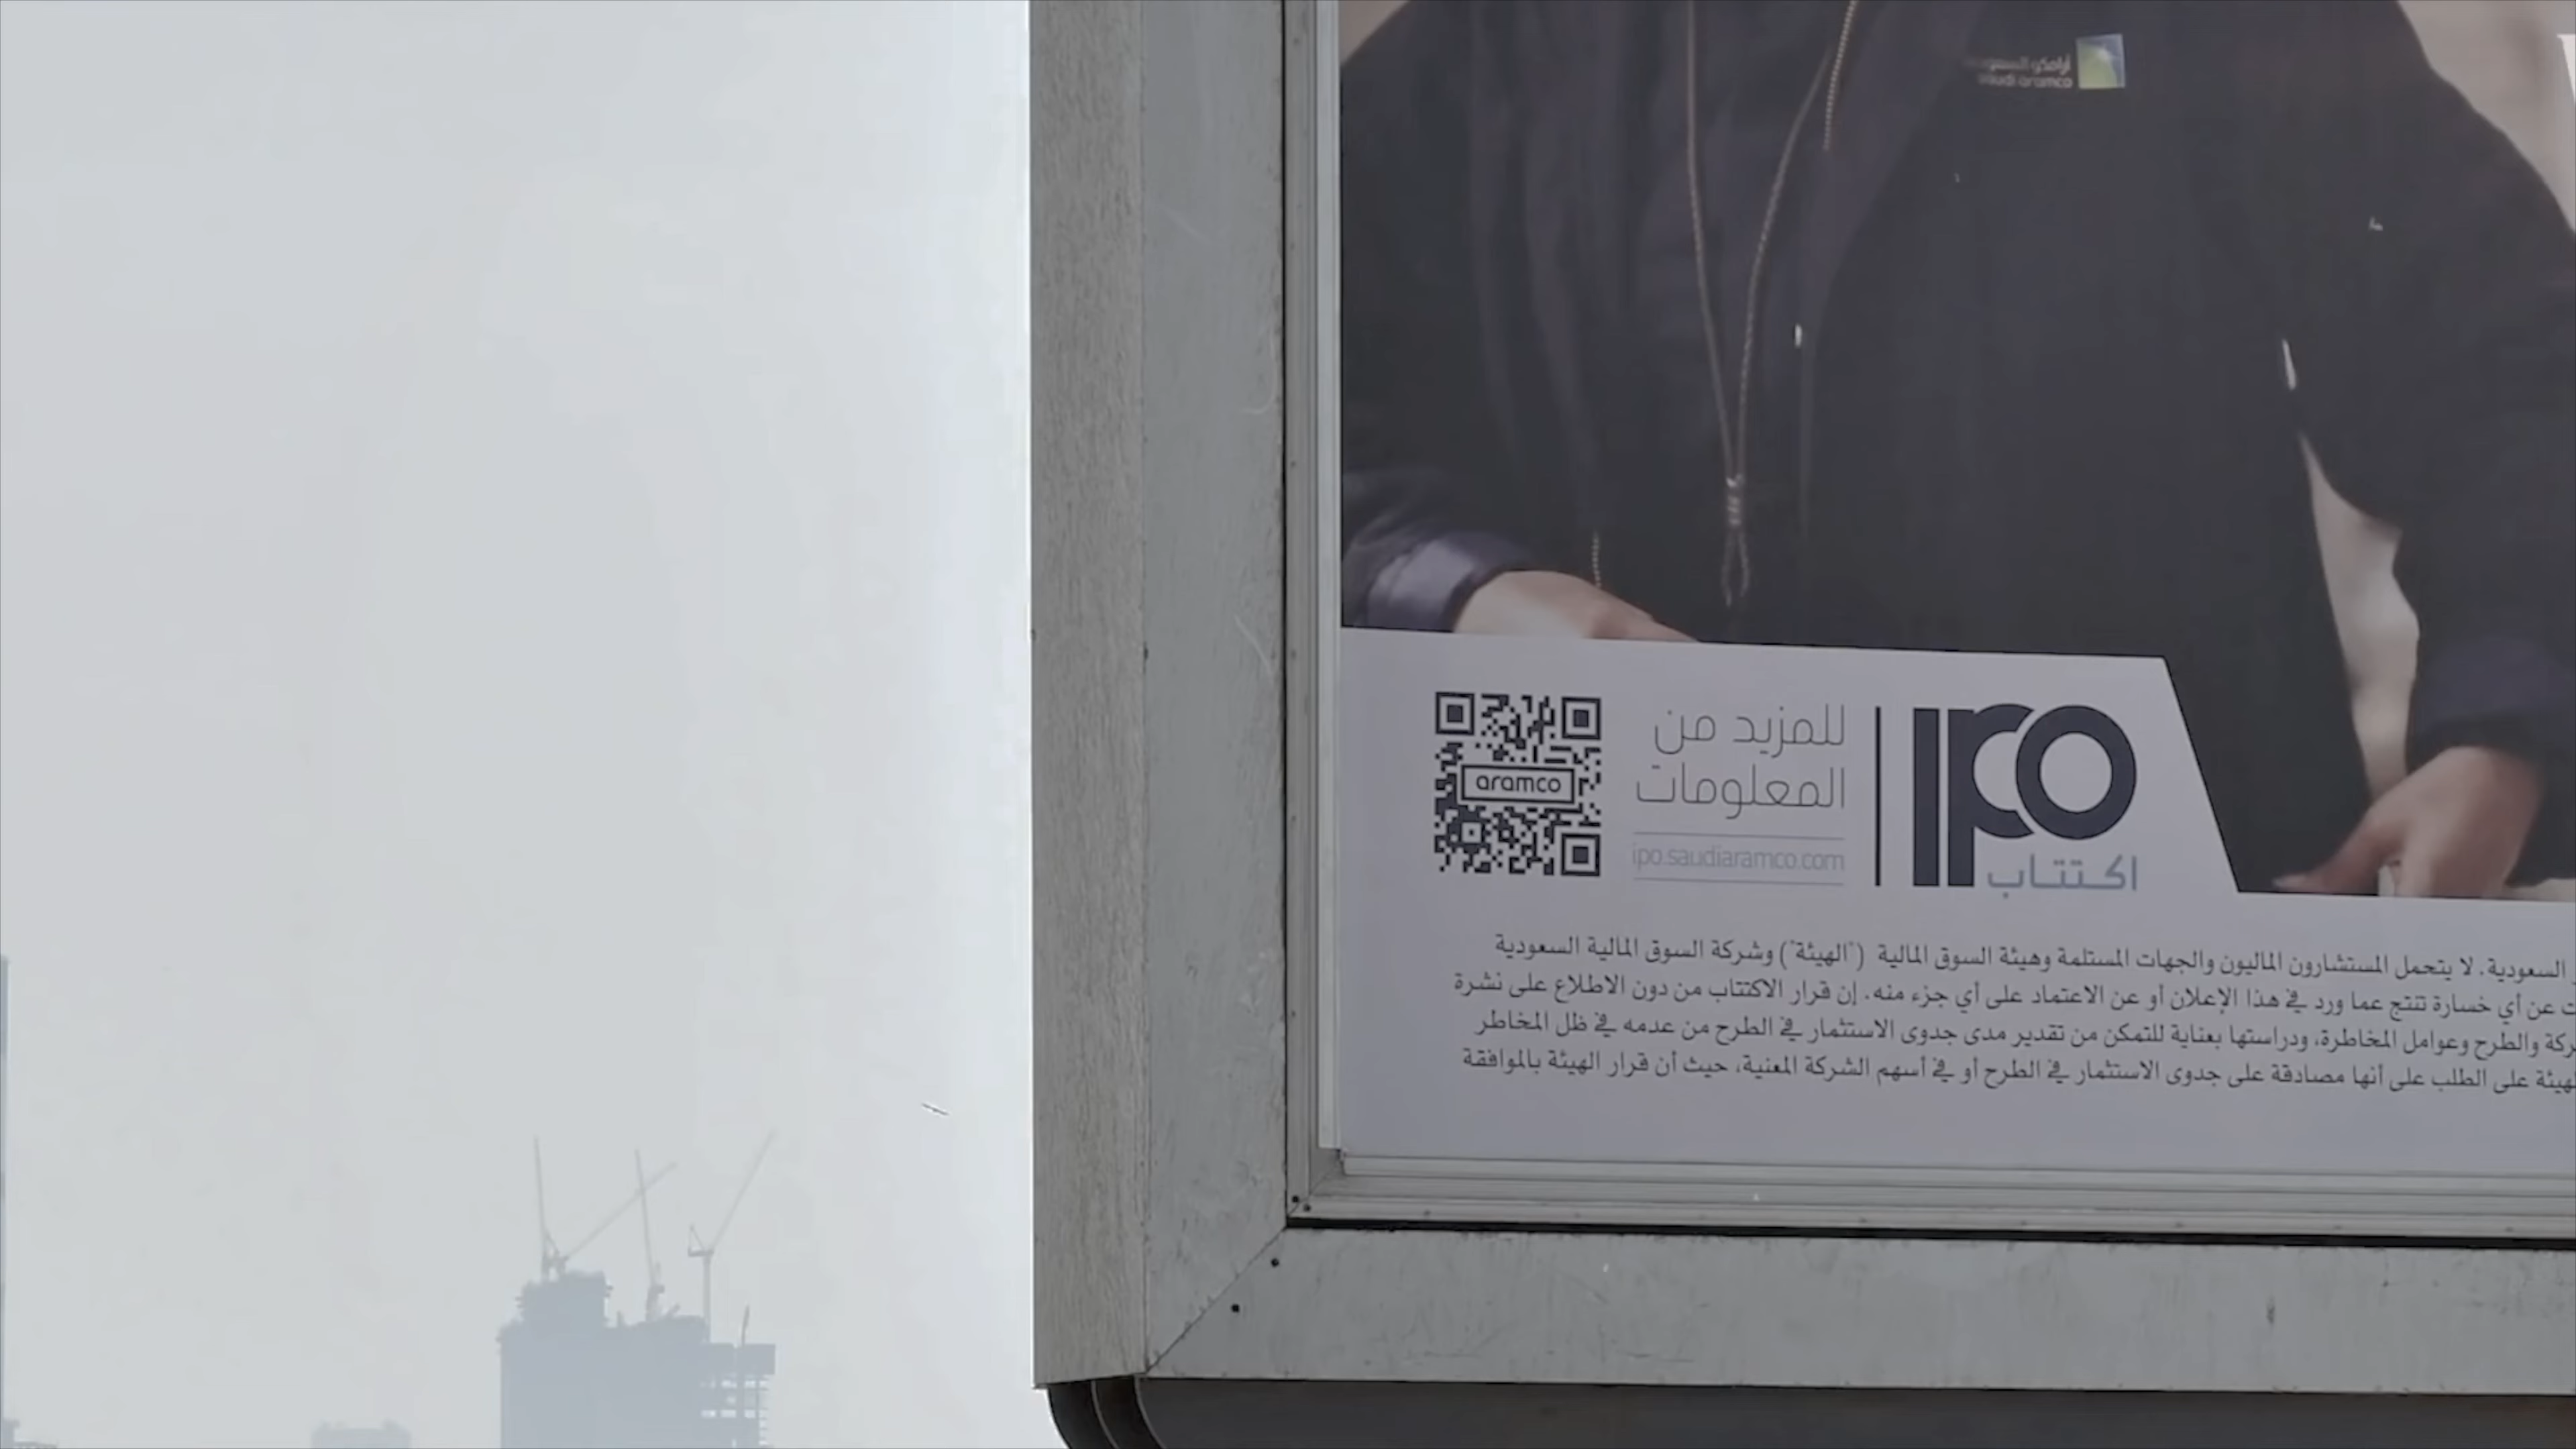 saudi aramco
aramco
للمزيد من
المعلومات
ipo.saudiaramco.com
IPO
اكتتاب
السعودية. لا يتحمل المستشارون الماليون والجهات المستلمة وهيئة السوق المالية ("الهيئة") وشركة السوق المالية السعودية
عن أي خسارة تنتج عما ورد في هذا الإعلان أو عن الاعتماد على أي جزء منه. إن قرار الاكتتاب من دون الاطلاع على نشرة
والطرح وعوامل المخاطرة، ودراستها بعناية للتمكن من تقدير مدى جدوى الاستثمار في الطرح من عدمه في ظل المخاطر
على الطلب على أنها مصادقة على جدوى الاستثمار في الطرح أو في أسهم الشركة المعنية، حيث أن قرار الهيئة بالموافقة